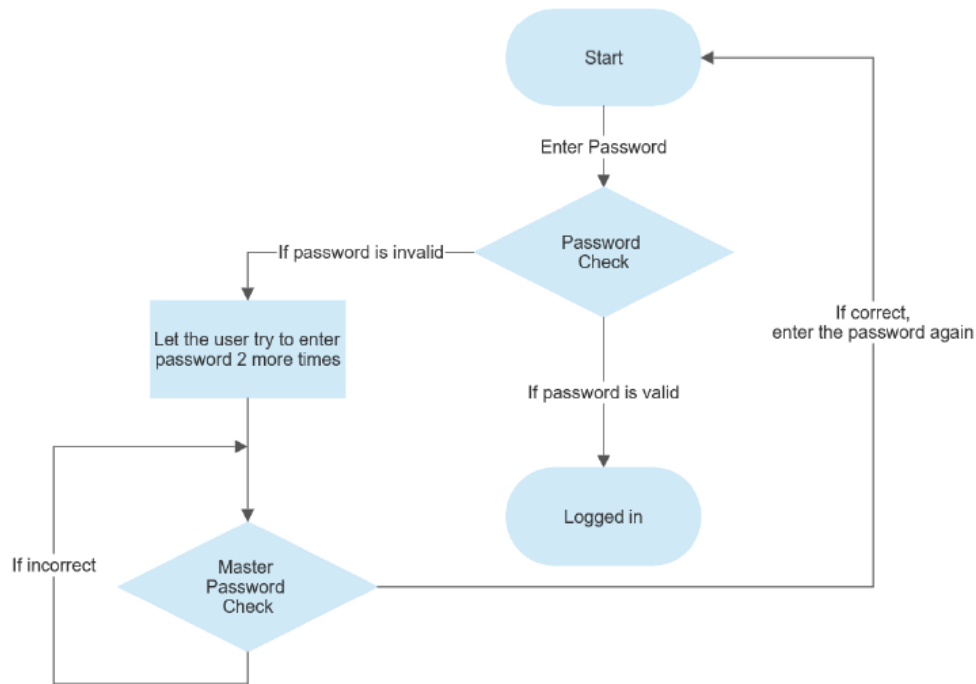 Start
Enter Password
Password
Check
If password is invalid
Let the user try to enter
password 2 more times
If correct,
enter the password again
If password is valid
Logged in
If incorrect
Master
Password
Check